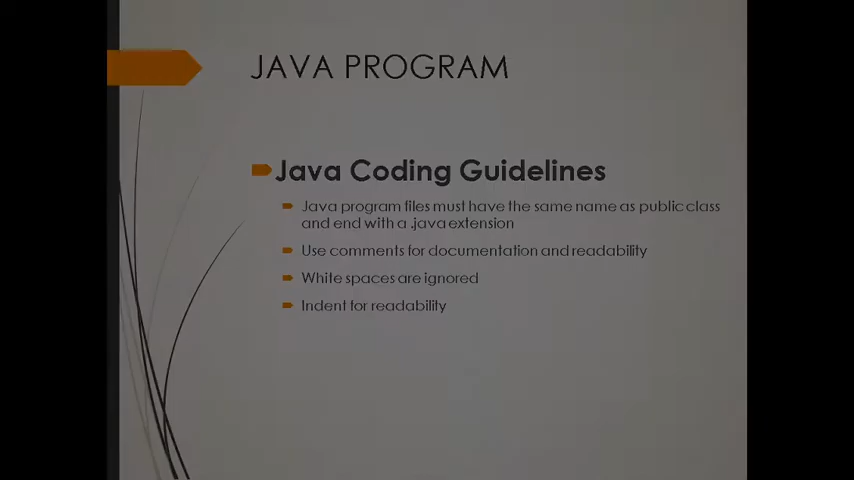 JAVA PROGRAM
Java Coding Guidelines
Java program files must have the same name as public class
and end with a .java extension
Use comments for documentation and readability
White spaces are ignored
Indent for readability